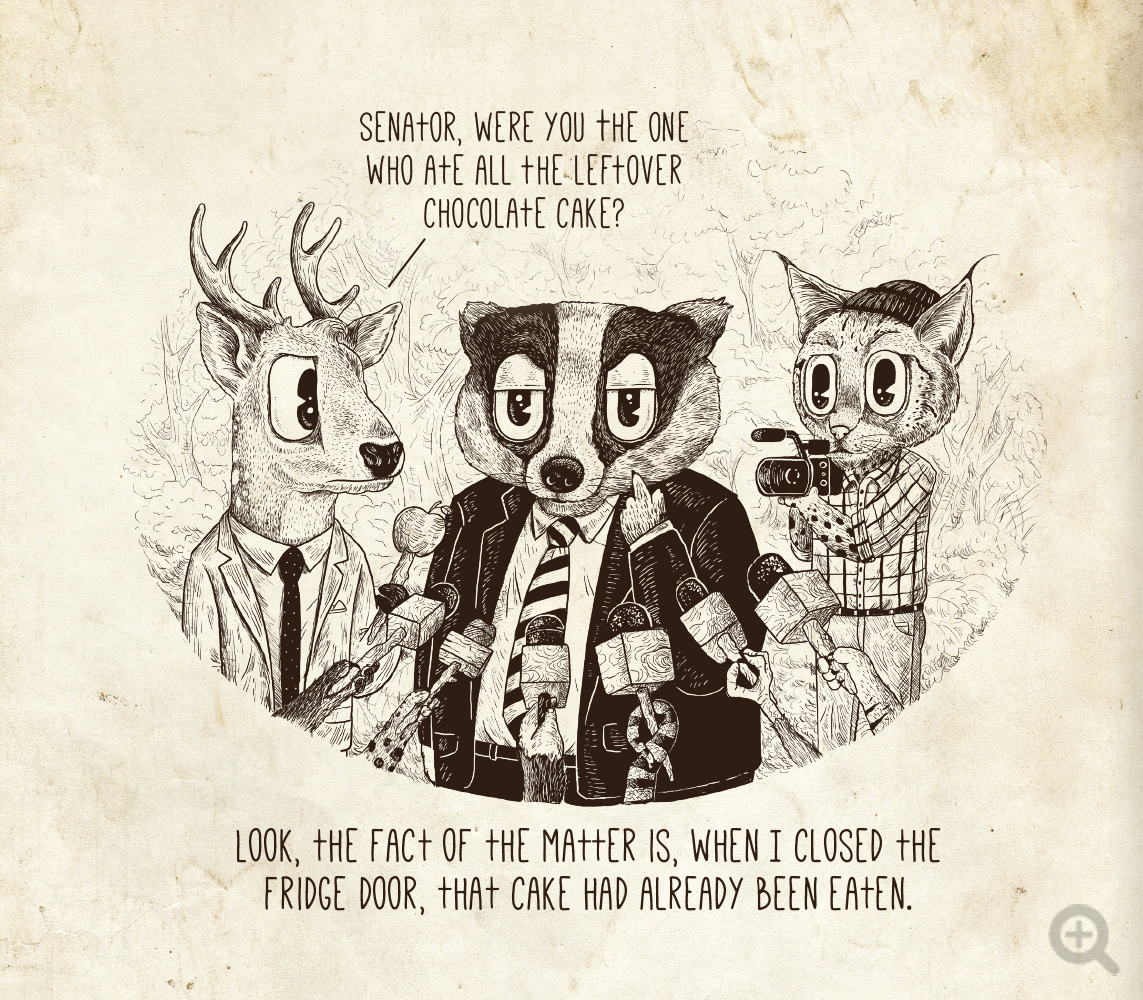 SENATOR, WERE YOU THE ONE
WHO ATE ALL THE LEFTOVER
CHOCOLATE CAKE?
LOOK, THE FACT OF THE MATTER IS, WHEN I CLOSED THE
FRIDGE DOOR, THAT CAKE HAD ALREADY BEEN EATEN.